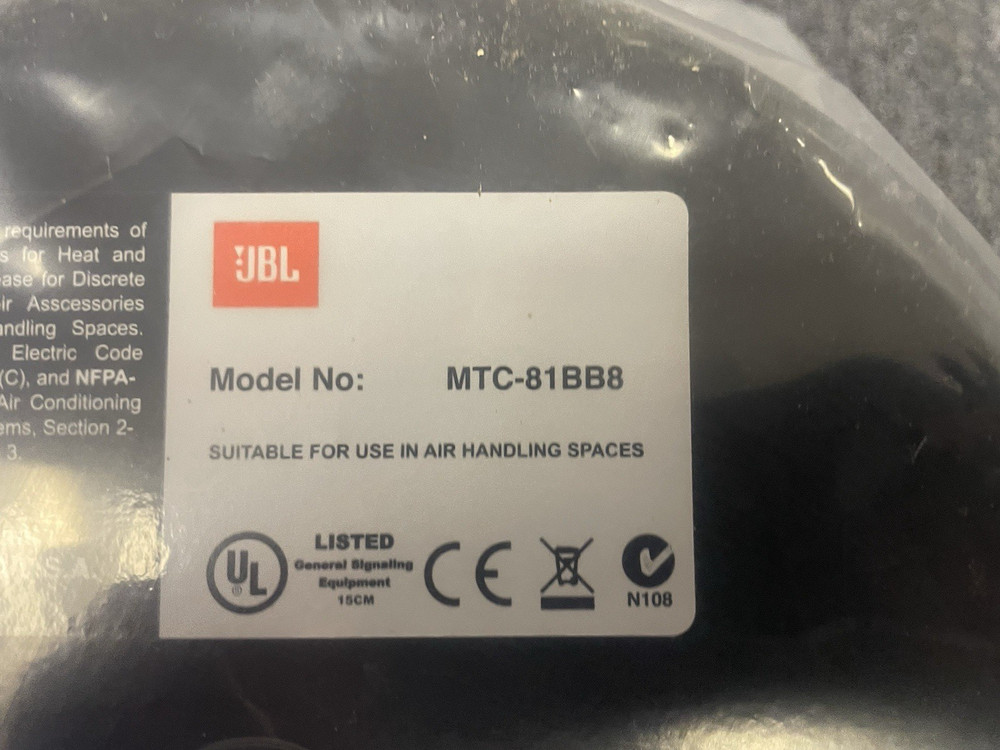 requirements of
s for Heat and
ease for Discrete
ir Asscessories
andling Spaces.
Electric Code
(C), and NFPA-
Air Conditioning
ems, Section 2-
3.
JBL
Model No: MTC-81BB8
SUITABLE FOR USE IN AIR HANDLING SPACES
UL
®
LISTED
General Signaling
Equipment
15CM
CE
N108